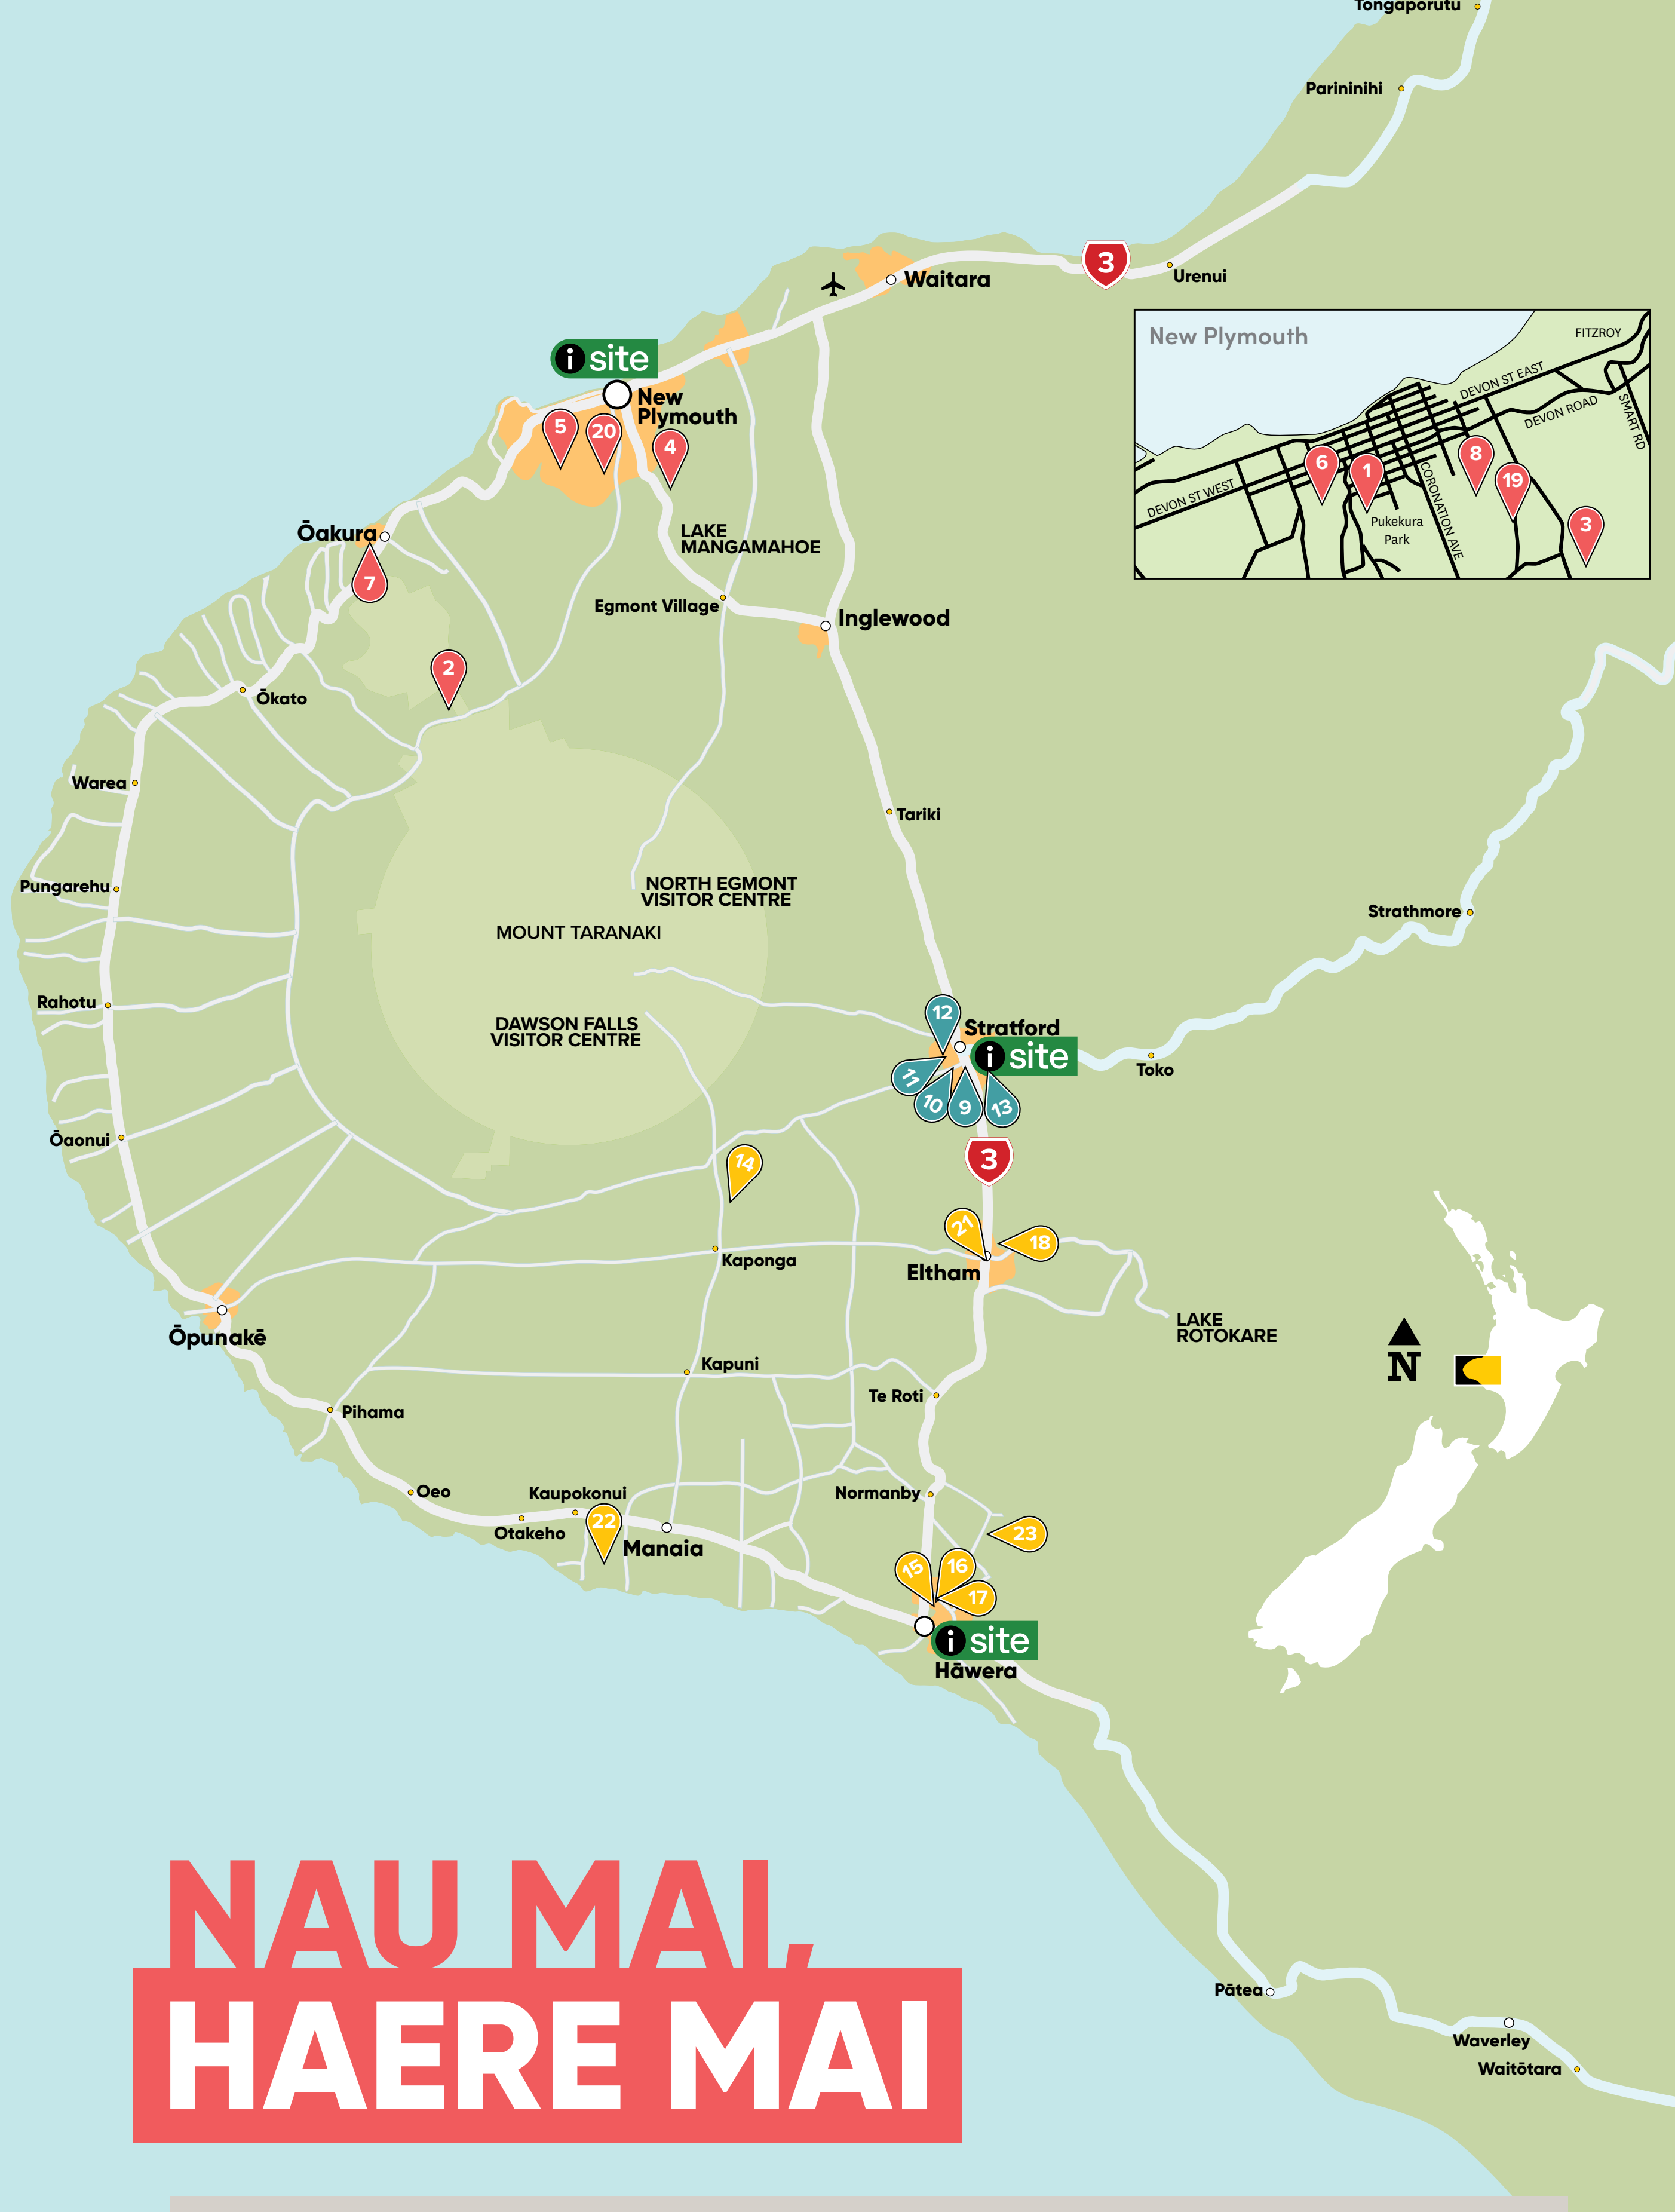 Tongaporutu
Parininihi
3
Urenui
Waitara
New Plymouth
FITZROY
DEVON ST EAST
DEVON ROAD
SMART RD
DEVON ST WEST
CORONATION AVE
Pukekura
Park
6
1
8
19
3
i site
New
Plymouth
5
20
4
LAKE
MANGAMAHOE
Ōakura
7
Egmont Village
Inglewood
2
Ōkato
Warea
Tariki
Pungarehu
NORTH EGMONT
VISITOR CENTRE
MOUNT TARANAKI
Strathmore
Rahotu
DAWSON FALLS
VISITOR CENTRE
12
Stratford
i site
11
10
9
13
Toko
Ōaonui
3
14
21
18
Kaponga
Eltham
LAKE
ROTOKARE
Ōpunakē
N
Kapuni
Te Roti
Pihama
Oeo
Kaupokonui
Normanby
Otakeho
22
Manaia
23
15
16
17
i site
Hāwera
NAU MAI,
HAERE MAI
Pātea
Waverley
Waitōtara